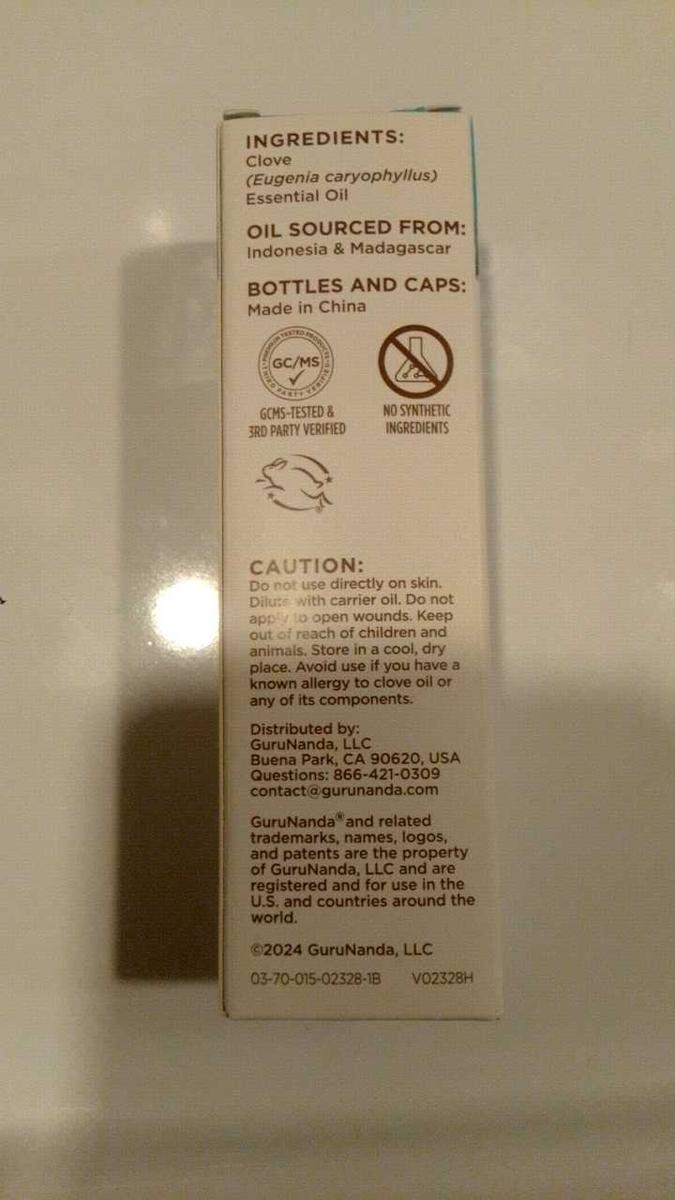 INGREDIENTS:
Clove
(Eugenia caryophyllus)
Essential Oil
OIL SOURCED FROM:
Indonesia & Madagascar
BOTTLES AND CAPS:
Made in China
PREMIUM TESTED PRODUCTS
GC/MS
THIRD PARTY VERIFIED
GCMS-TESTED &
3RD PARTY VERIFIED
NO SYNTHETIC
INGREDIENTS
CAUTION:
Do not use directly on skin.
Dilute with carrier oil. Do not
apply to open wounds. Keep
out of reach of children and
animals. Store in a cool, dry
place. Avoid use if you have a
known allergy to clove oil or
any of its components.
Distributed by:
GuruNanda, LLC
Buena Park, CA 90620, USA
Questions: 866-421-0309
contact@gurunanda.com
GuruNanda® and related
trademarks, names, logos,
and patents are the property
of GuruNanda, LLC and are
registered and for use in the
U.S. and countries around the
world.
©2024 GuruNanda, LLC
03-70-015-02328-1B V02328H